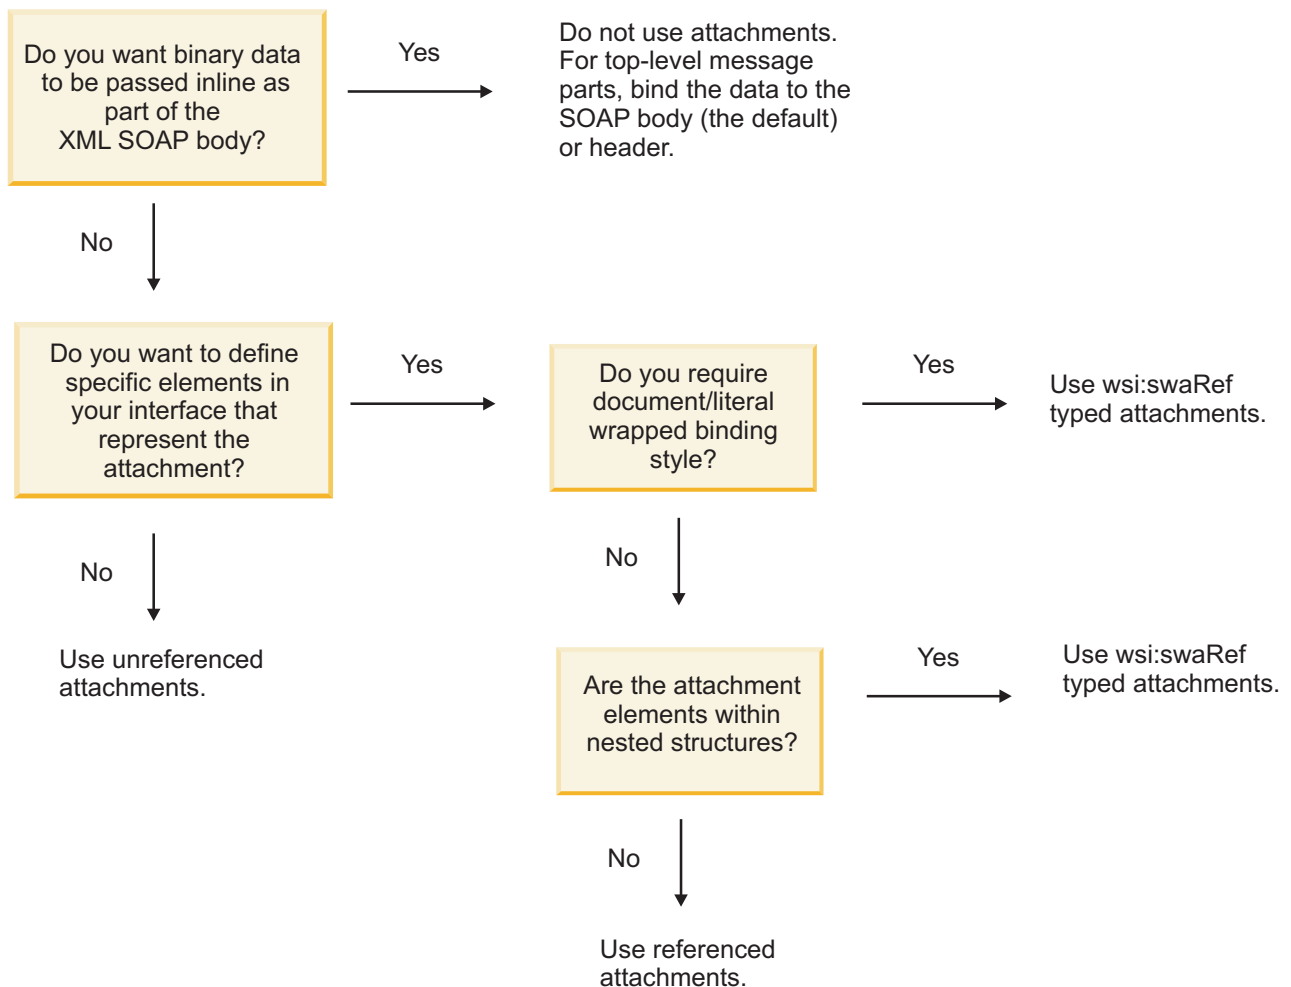 Do you want binary data
to be passed inline as
part of the
XML SOAP body?
Yes
Do not use attachments.
For top-level message
parts, bind the data to the
SOAP body (the default)
or header.
No
Do you want to define
specific elements in
your interface that
represent the
attachment?
Yes
Do you require
document/literal
wrapped binding
style?
Yes
Use wsi:swaRef
typed attachments.
No
Use unreferenced
attachments.
No
Are the attachment
elements within
nested structures?
Yes
Use wsi:swaRef
typed attachments.
No
Use referenced
attachments.